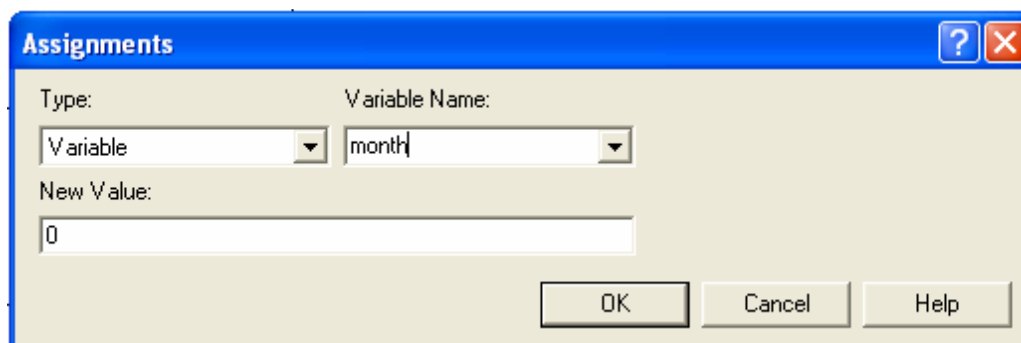 Assignments
Type: Variable Name:
Variable month
New Value:
0
OK Cancel Help